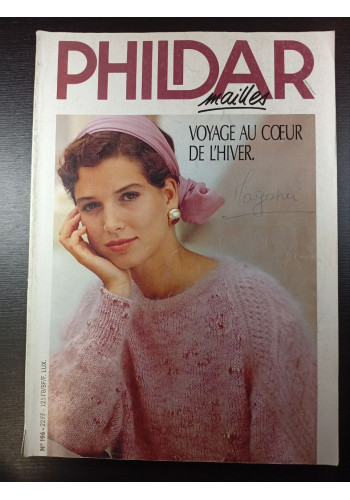 PHILDAR
mailles
VOYAGE AU CŒUR
DE L'HIVER.